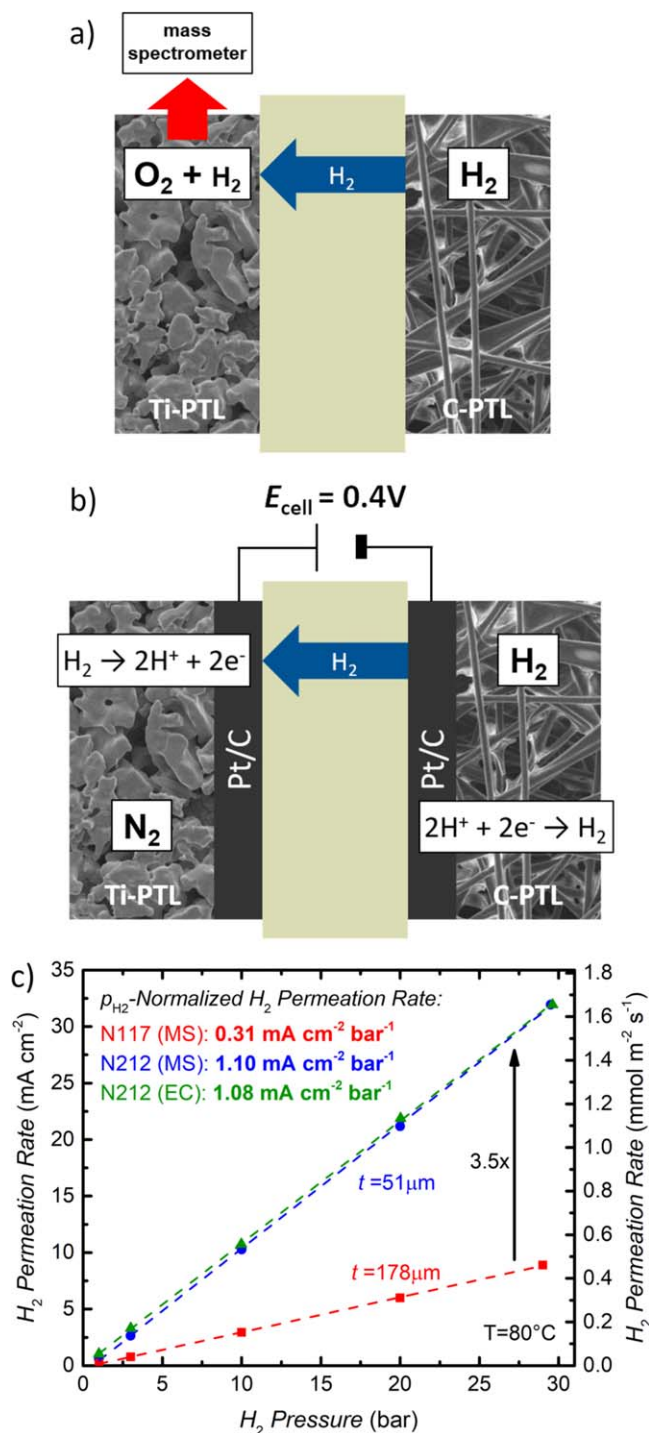 a)
mass
spectrometer
O₂ + H₂
H₂
H₂
Ti-PTL
C-PTL
b)
E_cell = 0.4V
H₂ → 2H⁺ + 2e⁻
H₂
H₂
Pt/C
Pt/C
N₂
2H⁺ + 2e⁻ → H₂
Ti-PTL
C-PTL
c)
p_H2-Normalized H₂ Permeation Rate:
N117 (MS): 0.31 mA cm⁻² bar⁻¹
N212 (MS): 1.10 mA cm⁻² bar⁻¹
N212 (EC): 1.08 mA cm⁻² bar⁻¹
t =51μm
3.5x
t =178μm
T=80°C
35
30
25
20
15
10
5
0
H₂ Permeation Rate (mA cm⁻²)
1.8
1.6
1.4
1.2
1.0
0.8
0.6
0.4
0.2
0.0
H₂ Permeation Rate (mmol m⁻² s⁻¹)
0 5 10 15 20 25 30
H₂ Pressure (bar)